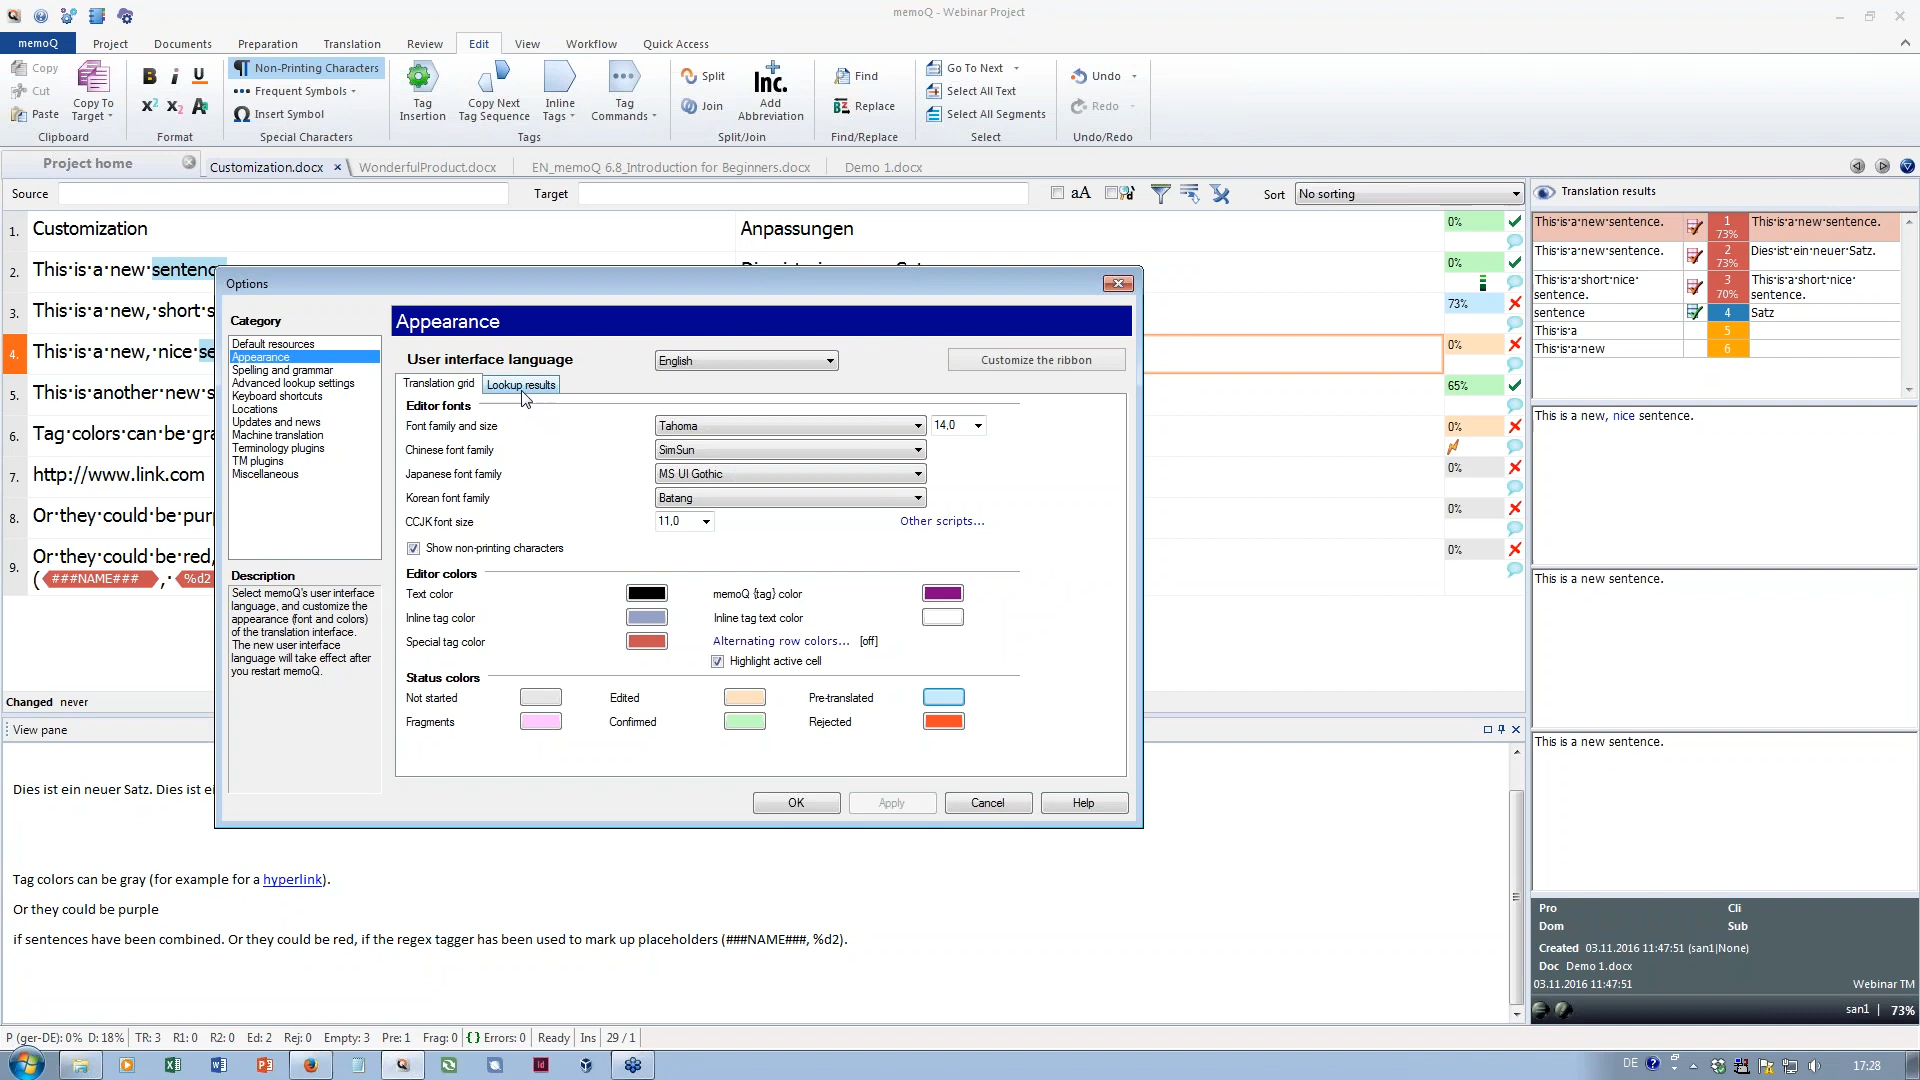 memoQ - Webinar Project
memoQ
Project
Documents
Preparation
Translation
Review
Edit
View
Workflow
Quick Access
Copy
Cut
Paste
Copy To
Target
Clipboard
B i U
Format
Non-Printing Characters
Frequent Symbols
Insert Symbol
Special Characters
Tag
Insertion
Copy Next
Tag Sequence
Inline
Tags
Tag
Commands
Tags
Split
Join
Inc.
Add
Abbreviation
Split/Join
Find
Replace
Find/Replace
Go To Next
Select All Text
Select All Segments
Select
Undo
Redo
Undo/Redo
Project home
Customization.docx
WonderfulProduct.docx
EN_memoQ 6.8_Introduction for Beginners.docx
Demo 1.docx
Source
Target
aA
Sort
No sorting
1. Customization
Anpassungen
0%
2. This·is·a·new·sentenc
0%
3. This·is·a·new,·short·s
73%
4. This·is·a·new,·nice·se
0%
5. This·is·another·new·s
65%
6. Tag·colors·can·be·gra
0%
7. http://www.link.com
0%
8. Or·they·could·be·purp
0%
9. Or·they·could·be·red,
(###NAME###,·%d2
0%
Options
Category
Default resources
Appearance
Spelling and grammar
Advanced lookup settings
Keyboard shortcuts
Locations
Updates and news
Machine translation
Terminology plugins
TM plugins
Miscellaneous
Description
Select memoQ's user interface
language, and customize the
appearance (font and colors)
of the translation interface.
The new user interface
language will take effect after
you restart memoQ.
Appearance
User interface language
English
Customize the ribbon
Translation grid
Lookup results
Editor fonts
Font family and size
Tahoma
14,0
Chinese font family
SimSun
Japanese font family
MS UI Gothic
Korean font family
Batang
CCJK font size
11,0
Other scripts...
Show non-printing characters
Editor colors
Text color
memoQ {tag} color
Inline tag color
Inline tag text color
Special tag color
Alternating row colors... [off]
Highlight active cell
Status colors
Not started
Edited
Pre-translated
Fragments
Confirmed
Rejected
OK
Apply
Cancel
Help
Translation results
This·is·a·new·sentence.
1
73%
This·is·a·new·sentence.
This·is·a·new·sentence.
2
73%
Dies·ist·ein·neuer·Satz.
This·is·a·short·nice·
sentence.
3
70%
This·is·a·short·nice·
sentence.
sentence
4
Satz
This·is·a
5
This·is·a·new
6
This is a new, nice sentence.
This is a new sentence.
This is a new sentence.
Pro
Cli
Dom
Sub
Created 03.11.2016 11:47:51 (san1|None)
Doc Demo 1.docx
03.11.2016 11:47:51
Webinar TM
san1 | 73%
Changed never
View pane
Dies ist ein neuer Satz. Dies ist ei
Tag colors can be gray (for example for a hyperlink).
Or they could be purple
if sentences have been combined. Or they could be red, if the regex tagger has been used to mark up placeholders (###NAME###, %d2).
P (ger-DE): 0% D: 18%
TR: 3
R1: 0
R2: 0
Ed: 2
Rej: 0
Empty: 3
Pre: 1
Frag: 0
{} Errors: 0
Ready
Ins
29 / 1
DE
17:28